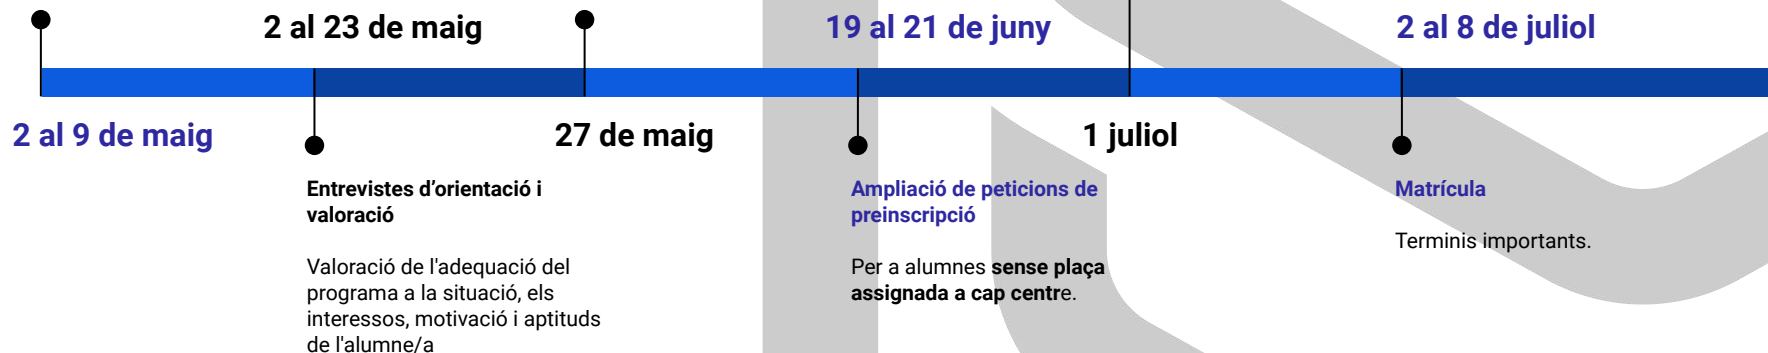 2 al 23 de maig
19 al 21 de juny
2 al 8 de juliol
2 al 9 de maig
27 de maig
1 juliol
Entrevistes d’orientació i
valoració
Valoració de l'adequació del
programa a la situació, els
interessos, motivació i aptituds
de l'alumne/a
Ampliació de peticions de
preinscripció
Per a alumnes sense plaça
assignada a cap centre.
Matrícula
Terminis importants.